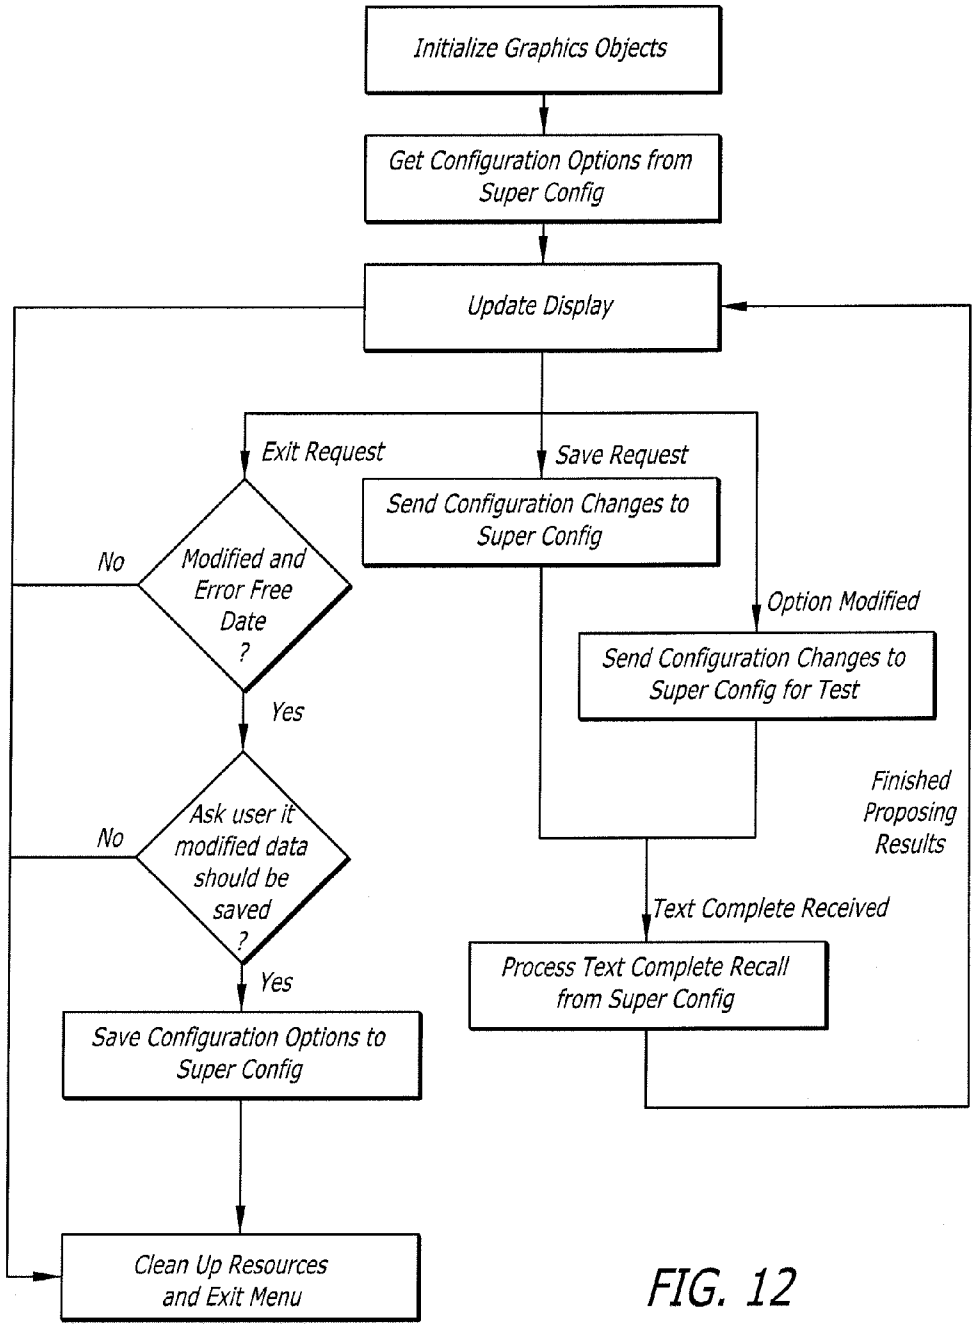 Initialize Graphics Objects
Get Configuration Options from
Super Config
Update Display
Exit Request
Save Request
Send Configuration Changes to
Super Config
No
Modified and
Error Free
Date
?
Option Modified
Send Configuration Changes to
Super Config for Test
Yes
Finished
Proposing
Results
No
Ask user it
modified data
should be
saved
?
Text Complete Received
Process Text Complete Recall
from Super Config
Yes
Save Configuration Options to
Super Config
Clean Up Resources
and Exit Menu
FIG. 12